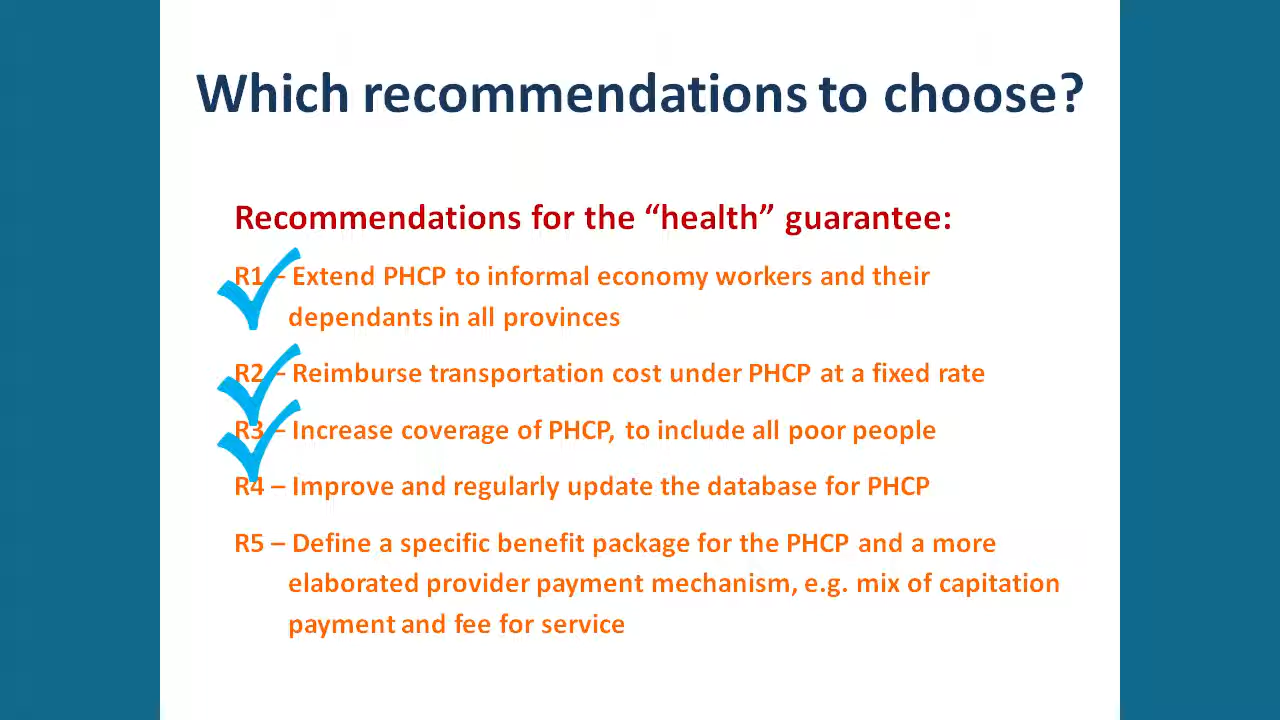 Which recommendations to choose?
Recommendations for the “health” guarantee:
R1 – Extend PHCP to informal economy workers and their
dependants in all provinces
R2 – Reimburse transportation cost under PHCP at a fixed rate
R3 – Increase coverage of PHCP, to include all poor people
R4 – Improve and regularly update the database for PHCP
R5 – Define a specific benefit package for the PHCP and a more
elaborated provider payment mechanism, e.g. mix of capitation
payment and fee for service